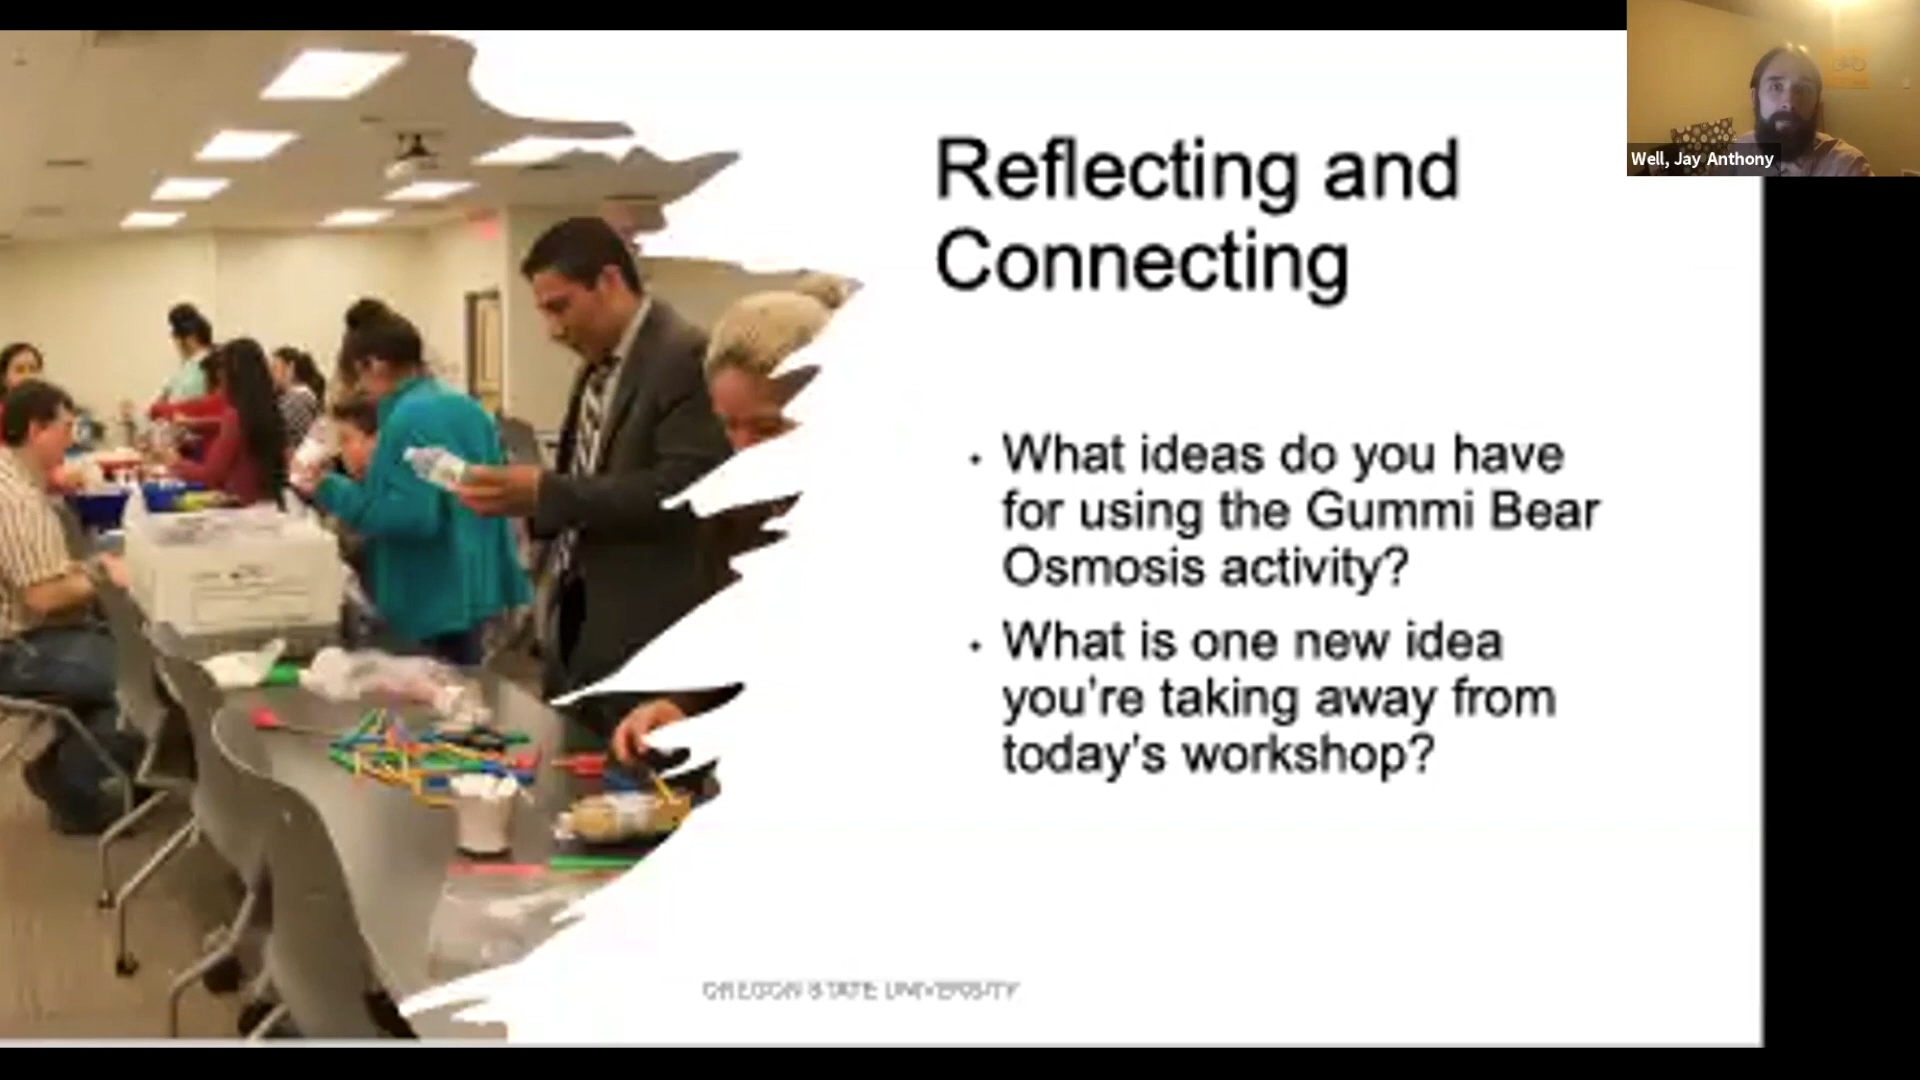 Well, Jay Anthony
Reflecting and
Connecting
• What ideas do you have
for using the Gummi Bear
Osmosis activity?
• What is one new idea
you're taking away from
today's workshop?
OREGON STATE UNIVERSITY